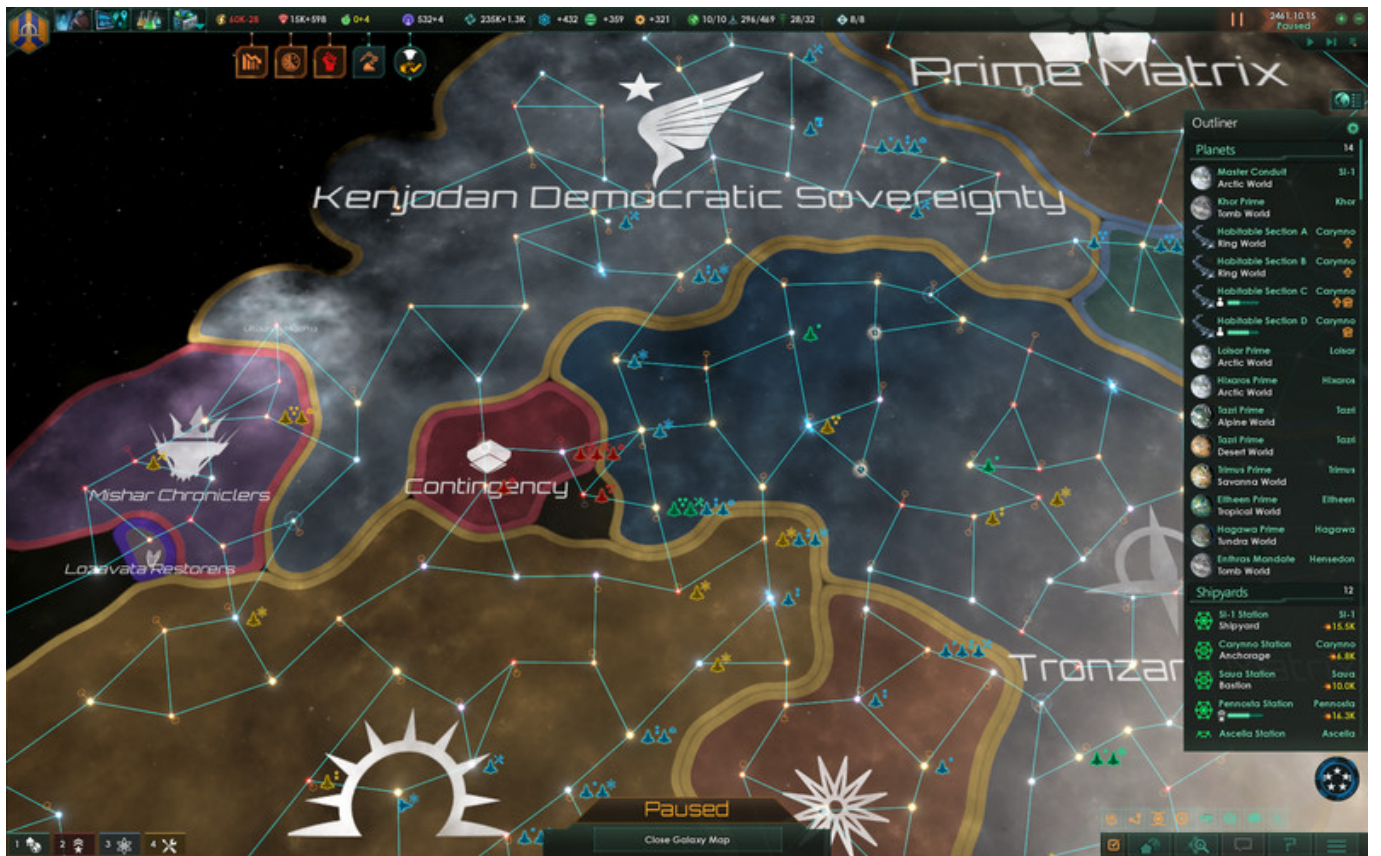 60K-28 15K+598 0+4 532+4 235K+1.3K +432 +359 +321 10/10 296/469 28/32 8/8 2461.10.15
Paused
Prime Matrix
Kenjodan Democratic Sovereignty
Mishar Chroniclers
Contingency
Lozavata Restorers
Outliner
Planets 14
Master Conduit SI-1
Arctic World
Khor Prime Khor
Tomb World
Habitable Section A Carynno
Ring World
Habitable Section B Carynno
Ring World
Habitable Section C Carynno
Habitable Section D Carynno
Loisar Prime Loisar
Arctic World
Hixaros Prime Hixaros
Arctic World
Tazri Prime Tazri
Alpine World
Tazri Prime Tazri
Desert World
Trimus Prime Trimus
Savanna World
Eltheen Prime Eltheen
Tropical World
Hagawa Prime Hagawa
Tundra World
Enthras Mandate Hensedon
Tomb World
Shipyards 12
SI-1 Station SI-1
Shipyard 15.5K
Carynno Station Carynno
Anchorage 6.8K
Saua Station Saua
Bastion 10.0K
Pennosta Station Pennosta
16.3K
Ascella Station Ascella
Paused
Close Galaxy Map
1 2 3 4